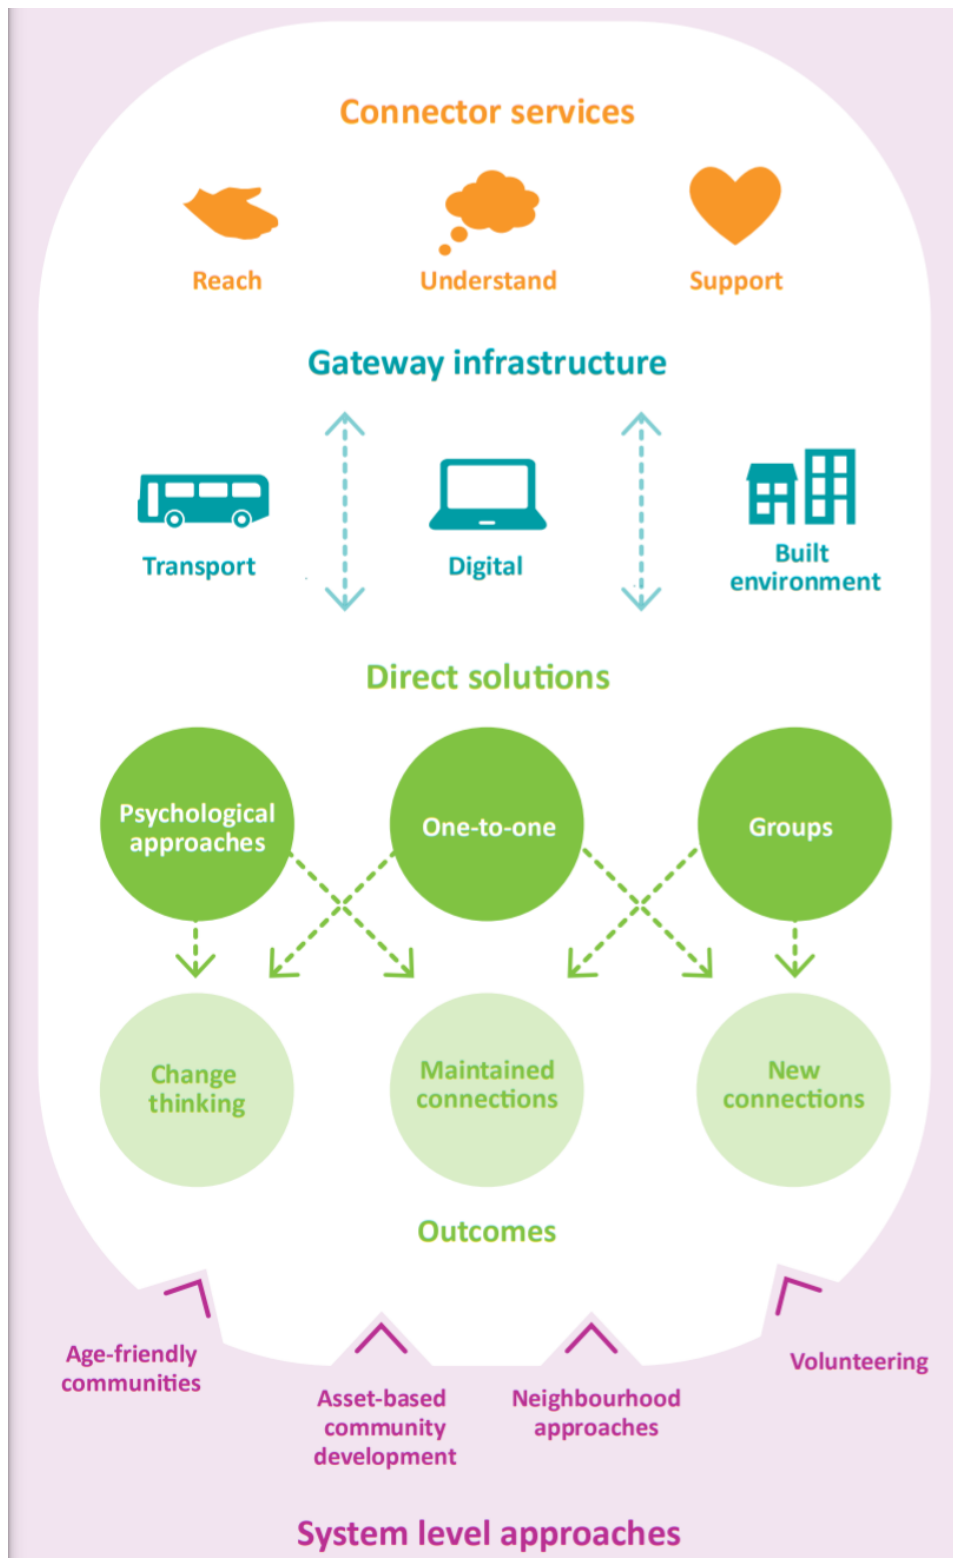 Connector services
Reach
Understand
Support
Gateway infrastructure
Transport
Digital
Built
environment
Direct solutions
Psychological
approaches
One-to-one
Groups
Change
thinking
Maintained
connections
New
connections
Outcomes
Age-friendly
communities
Asset-based
community
development
Neighbourhood
approaches
Volunteering
System level approaches